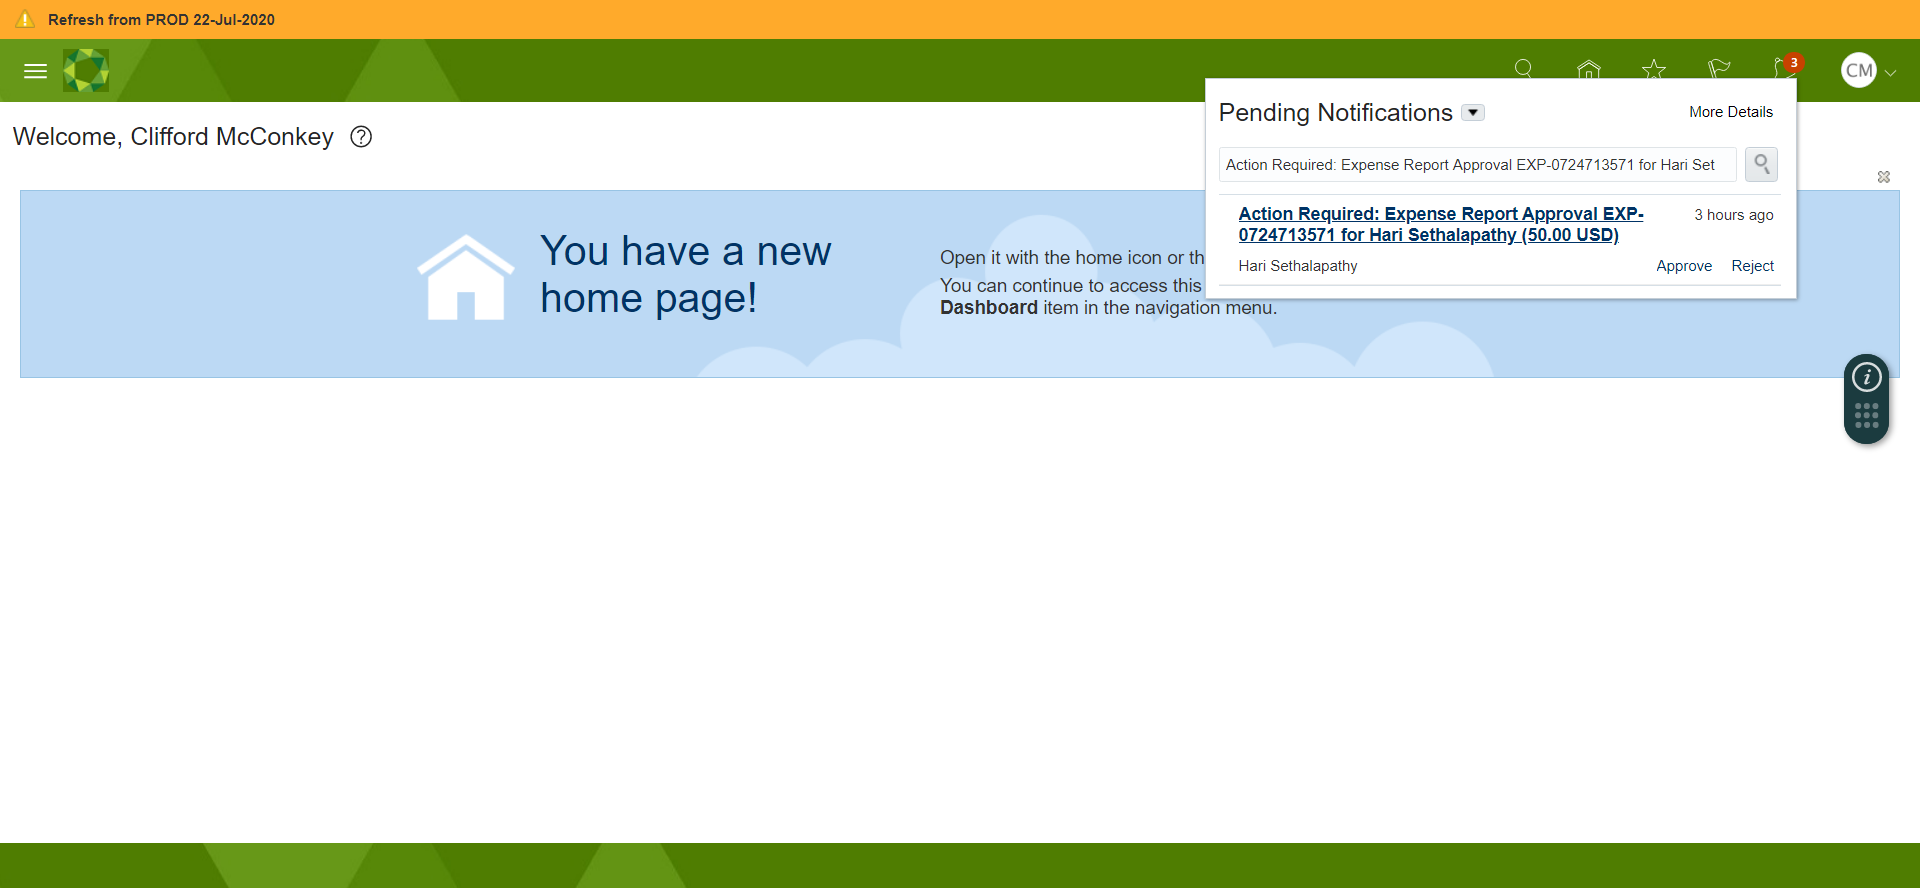 Refresh from PROD 22-Jul-2020
3
CM
Welcome, Clifford McConkey
Pending Notifications
More Details
Action Required: Expense Report Approval EXP-0724713571 for Hari Set
Action Required: Expense Report Approval EXP-
0724713571 for Hari Sethalapathy (50.00 USD)
3 hours ago
Hari Sethalapathy
Approve
Reject
You have a new
home page!
Open it with the home icon or th
You can continue to access this
Dashboard item in the navigation menu.